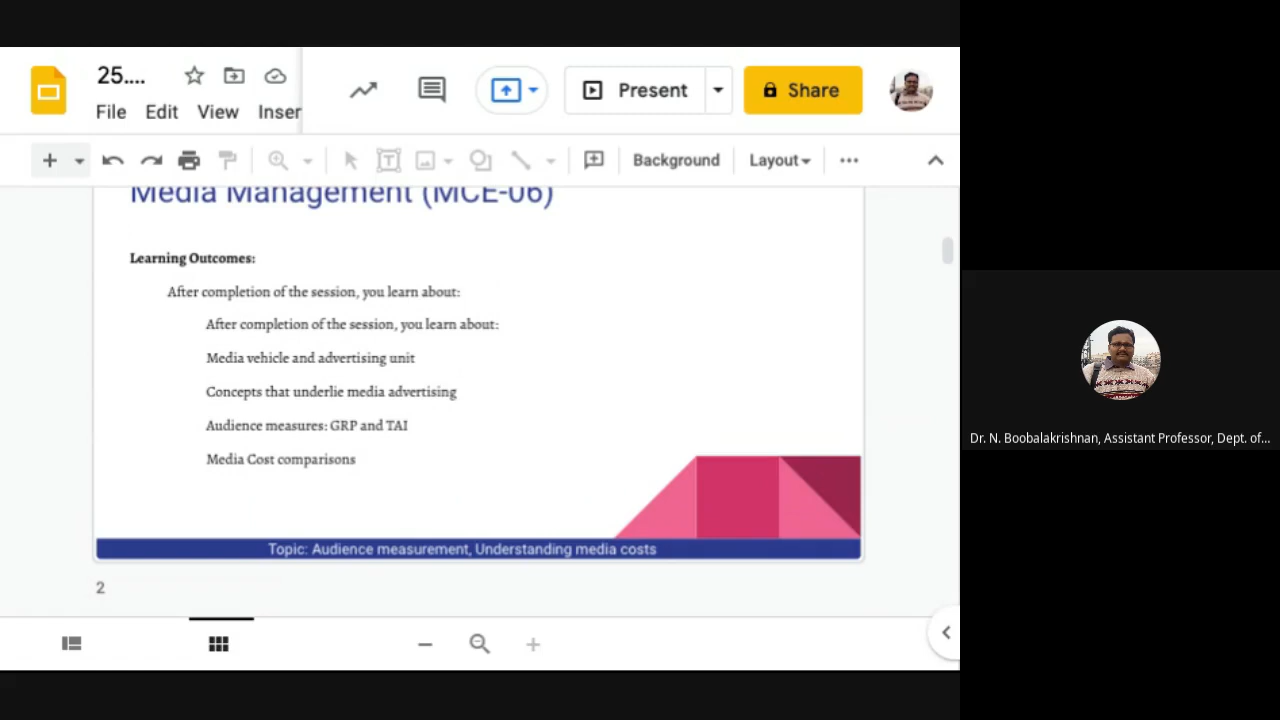 25....
File Edit View Inser
Present
Share
Background Layout
Media Management (MCE-06)
Learning Outcomes:
After completion of the session, you learn about:
After completion of the session, you learn about:
Media vehicle and advertising unit
Concepts that underlie media advertising
Audience measures: GRP and TAI
Media Cost comparisons
Topic: Audience measurement, Understanding media costs
2
Dr. N. Boobalakrishnan, Assistant Professor, Dept. of...